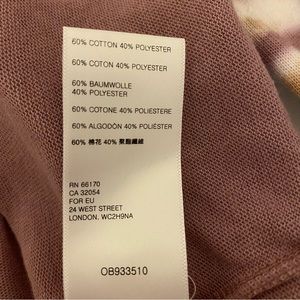 60% COTTON 40% POLYESTER
60% COTON 40% POLYESTER
60% BAUMWOLLE
40% POLYESTER
60% COTONE 40% POLIESTERE
60% ALGODÓN 40% POLIÉSTER
60% 棉花 40% 聚酯纖維
RN 66170
CA 32054
FOR EU
24 WEST STREET
LONDON, WC2H9NA
OB933510